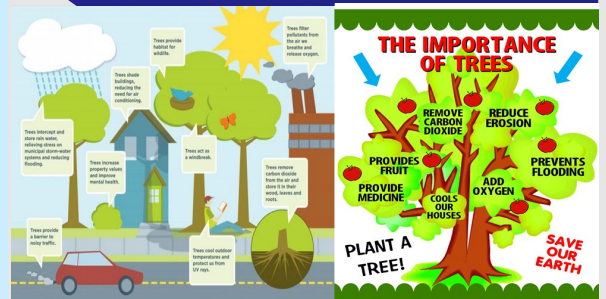 Trees provide
habitat for
wildlife.
Trees filter
pollutants from
the air we
breathe and
release oxygen.
Trees shade
buildings,
reducing the
need for air
conditioning.
Trees intercept and
store rain water,
relieving stress on
municipal storm-water
systems and reducing
flooding.
Trees increase
property values
and improve
mental health.
Trees act as
a windbreak.
Trees remove
carbon dioxide
from the air and
store it in their
wood, leaves and
roots.
Trees provide
a barrier to
noisy traffic.
Trees cool outdoor
temperatures and
protect us from
UV rays.
THE IMPORTANCE
OF TREES
REMOVE
CARBON
DIOXIDE
REDUCE
EROSION
PROVIDES
FRUIT
PREVENTS
FLOODING
PROVIDE
MEDICINE
COOLS
OUR
HOUSES
ADD
OXYGEN
PLANT A
TREE!
SAVE
OUR
EARTH